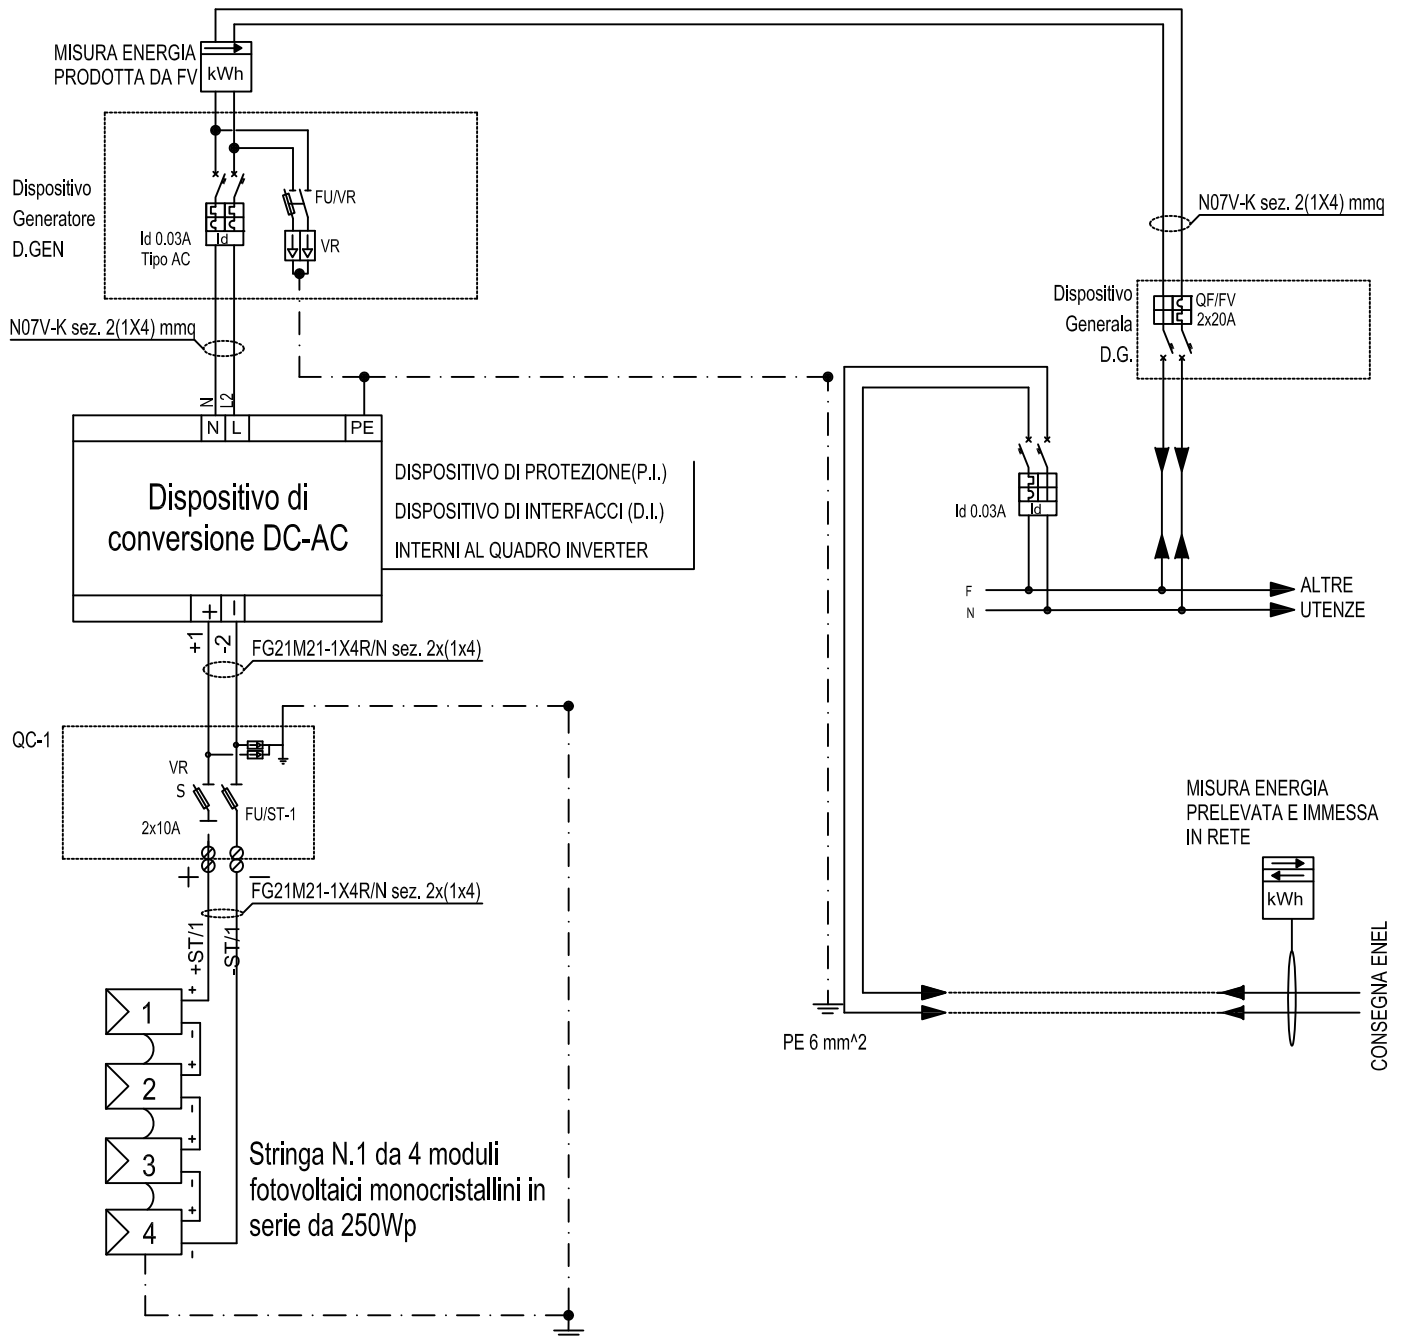 MISURA ENERGIA
PRODOTTA DA FV
kWh
Dispositivo
Generatore
D.GEN
Id 0.03A
Tipo AC
Id
FU/VR
VR
N07V-K sez. 2(1X4) mmq
N07V-K sez. 2(1X4) mmq
Dispositivo
Generala
D.G.
QF/FV
2x20A
N
L2
N
L
PE
Dispositivo di
conversione DC-AC
DISPOSITIVO DI PROTEZIONE(P.I.)
DISPOSITIVO DI INTERFACCI (D.I.)
INTERNI AL QUADRO INVERTER
Id 0.03A
Id
F
N
ALTRE
UTENZE
+
−
+1
-2
FG21M21-1X4R/N sez. 2x(1x4)
QC-1
VR
S
2x10A
FU/ST-1
+
−
FG21M21-1X4R/N sez. 2x(1x4)
+ST/1
-ST/1
MISURA ENERGIA
PRELEVATA E IMMESSA
IN RETE
kWh
CONSEGNA ENEL
PE 6 mm^2
+
1
-
+
2
-
+
3
-
+
4
-
Stringa N.1 da 4 moduli
fotovoltaici monocristallini in
serie da 250Wp